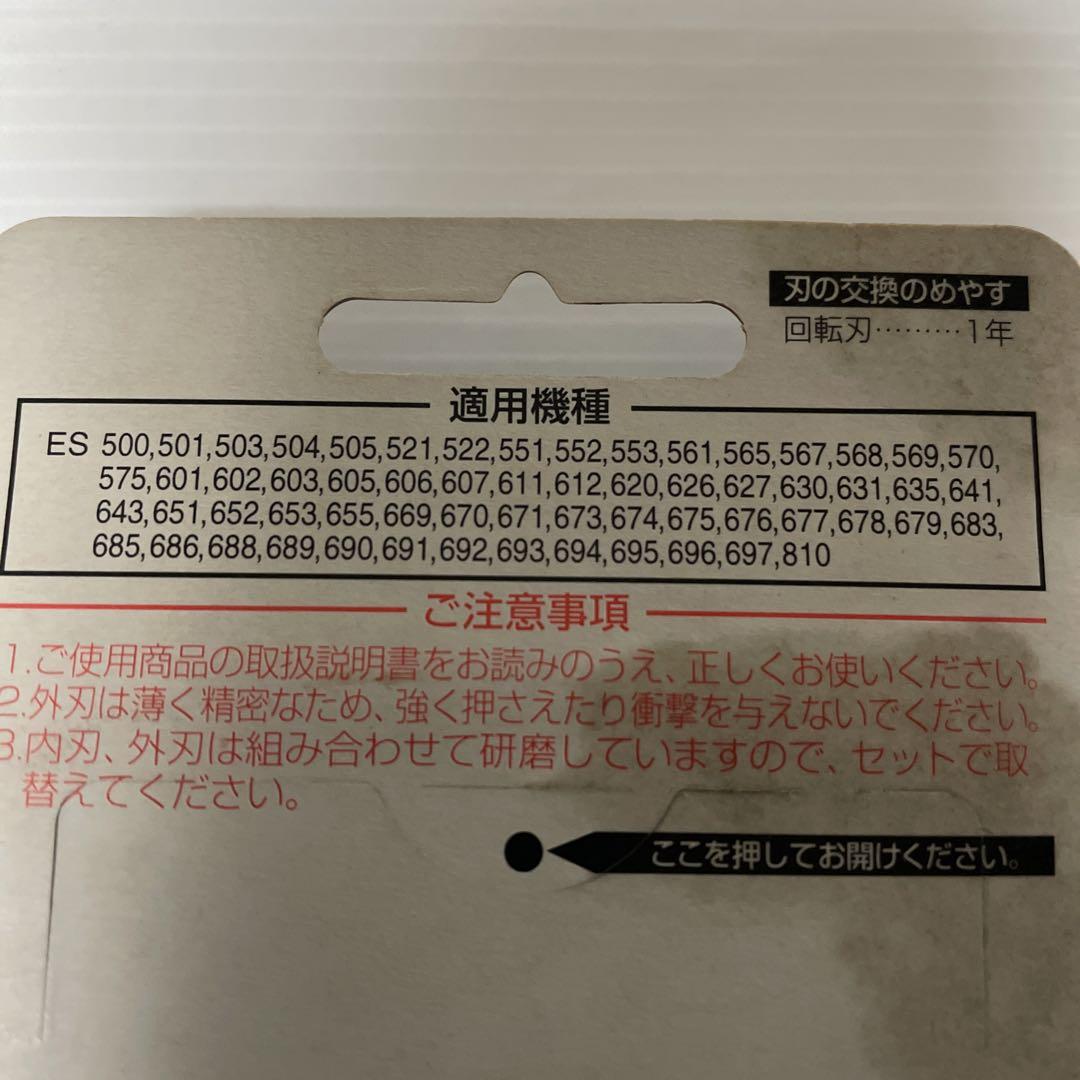 刃の交換のめやす
回転刃………1年
適用機種
ES 500,501,503,504,505,521,522,551,552,553,561,565,567,568,569,570,
575,601,602,603,605,606,607,611,612,620,626,627,630,631,635,641,
643,651,652,653,655,669,670,671,673,674,675,676,677,678,679,683,
685,686,688,689,690,691,692,693,694,695,696,697,810
ご注意事項
1.ご使用商品の取扱説明書をお読みのうえ、正しくお使いください。
2.外刃は薄く精密なため、強く押さえたり衝撃を与えないでください。
3.内刃、外刃は組み合わせて研磨していますので、セットで取
替えてください。
ここを押してお開けください。